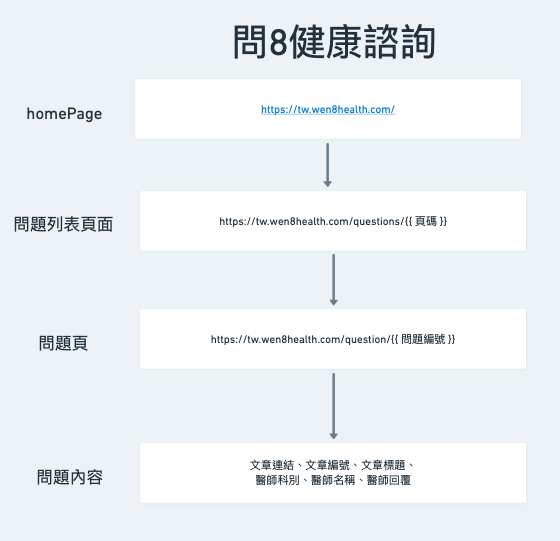 問8健康諮詢
homePage
https://tw.wen8health.com/
問題列表頁面
https://tw.wen8health.com/questions/{{ 頁碼 }}
問題頁
https://tw.wen8health.com/question/{{ 問題編號 }}
問題內容
文章連結、文章編號、文章標題、
醫師科別、醫師名稱、醫師回覆